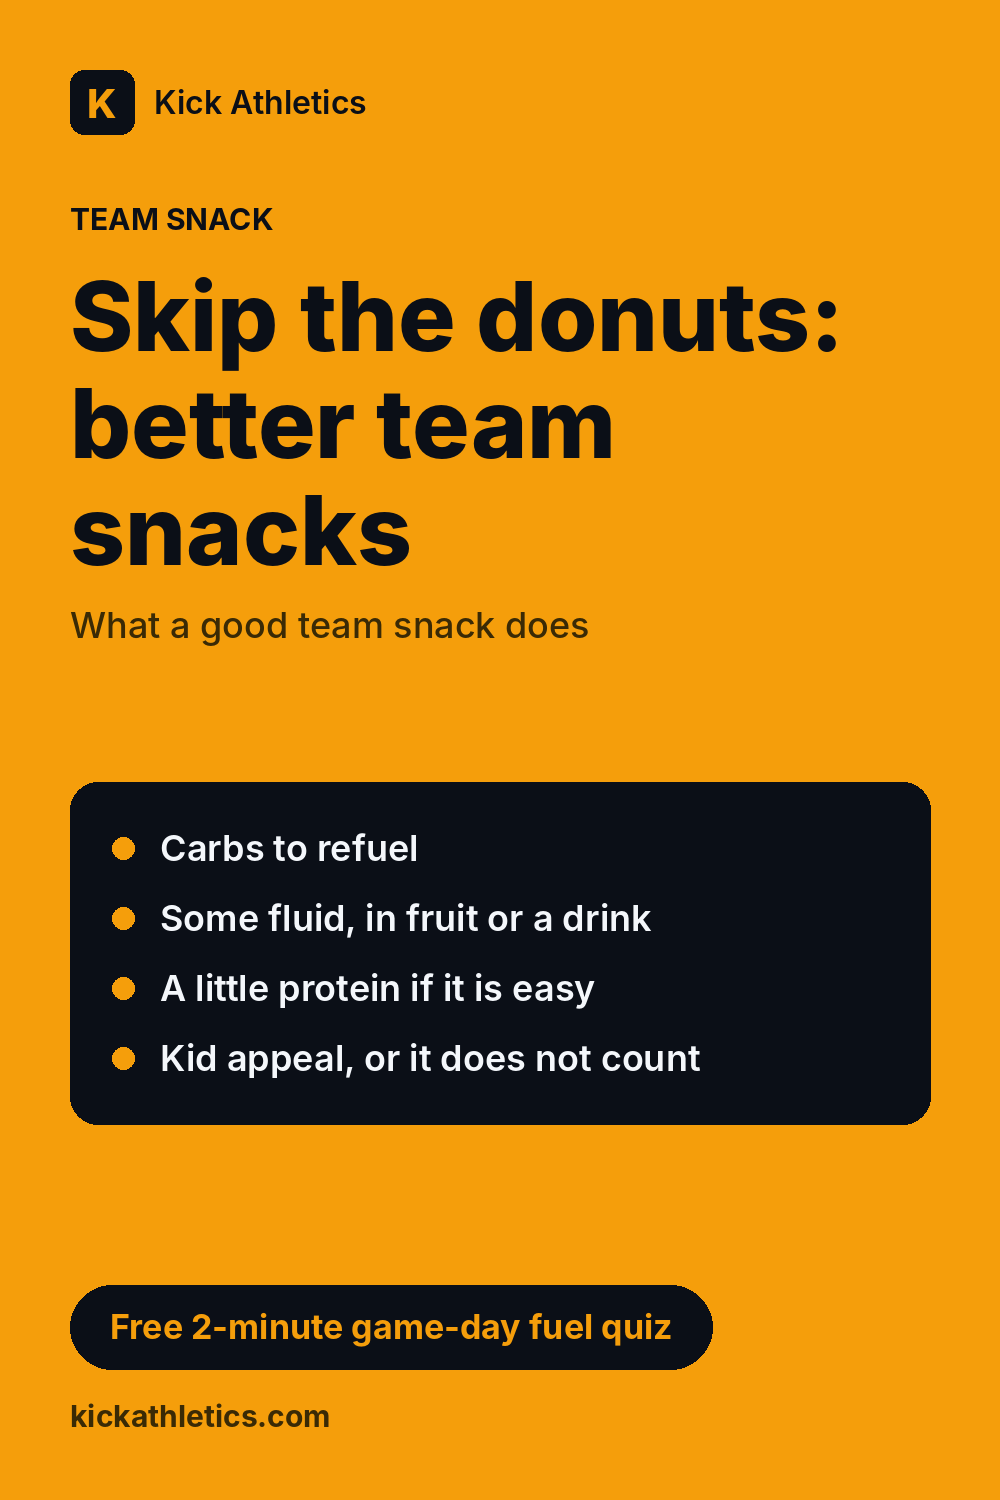 K
Kick Athletics
TEAM SNACK
Skip the donuts:
better team
snacks
What a good team snack does
Carbs to refuel
Some fluid, in fruit or a drink
A little protein if it is easy
Kid appeal, or it does not count
Free 2-minute game-day fuel quiz
kickathletics.com